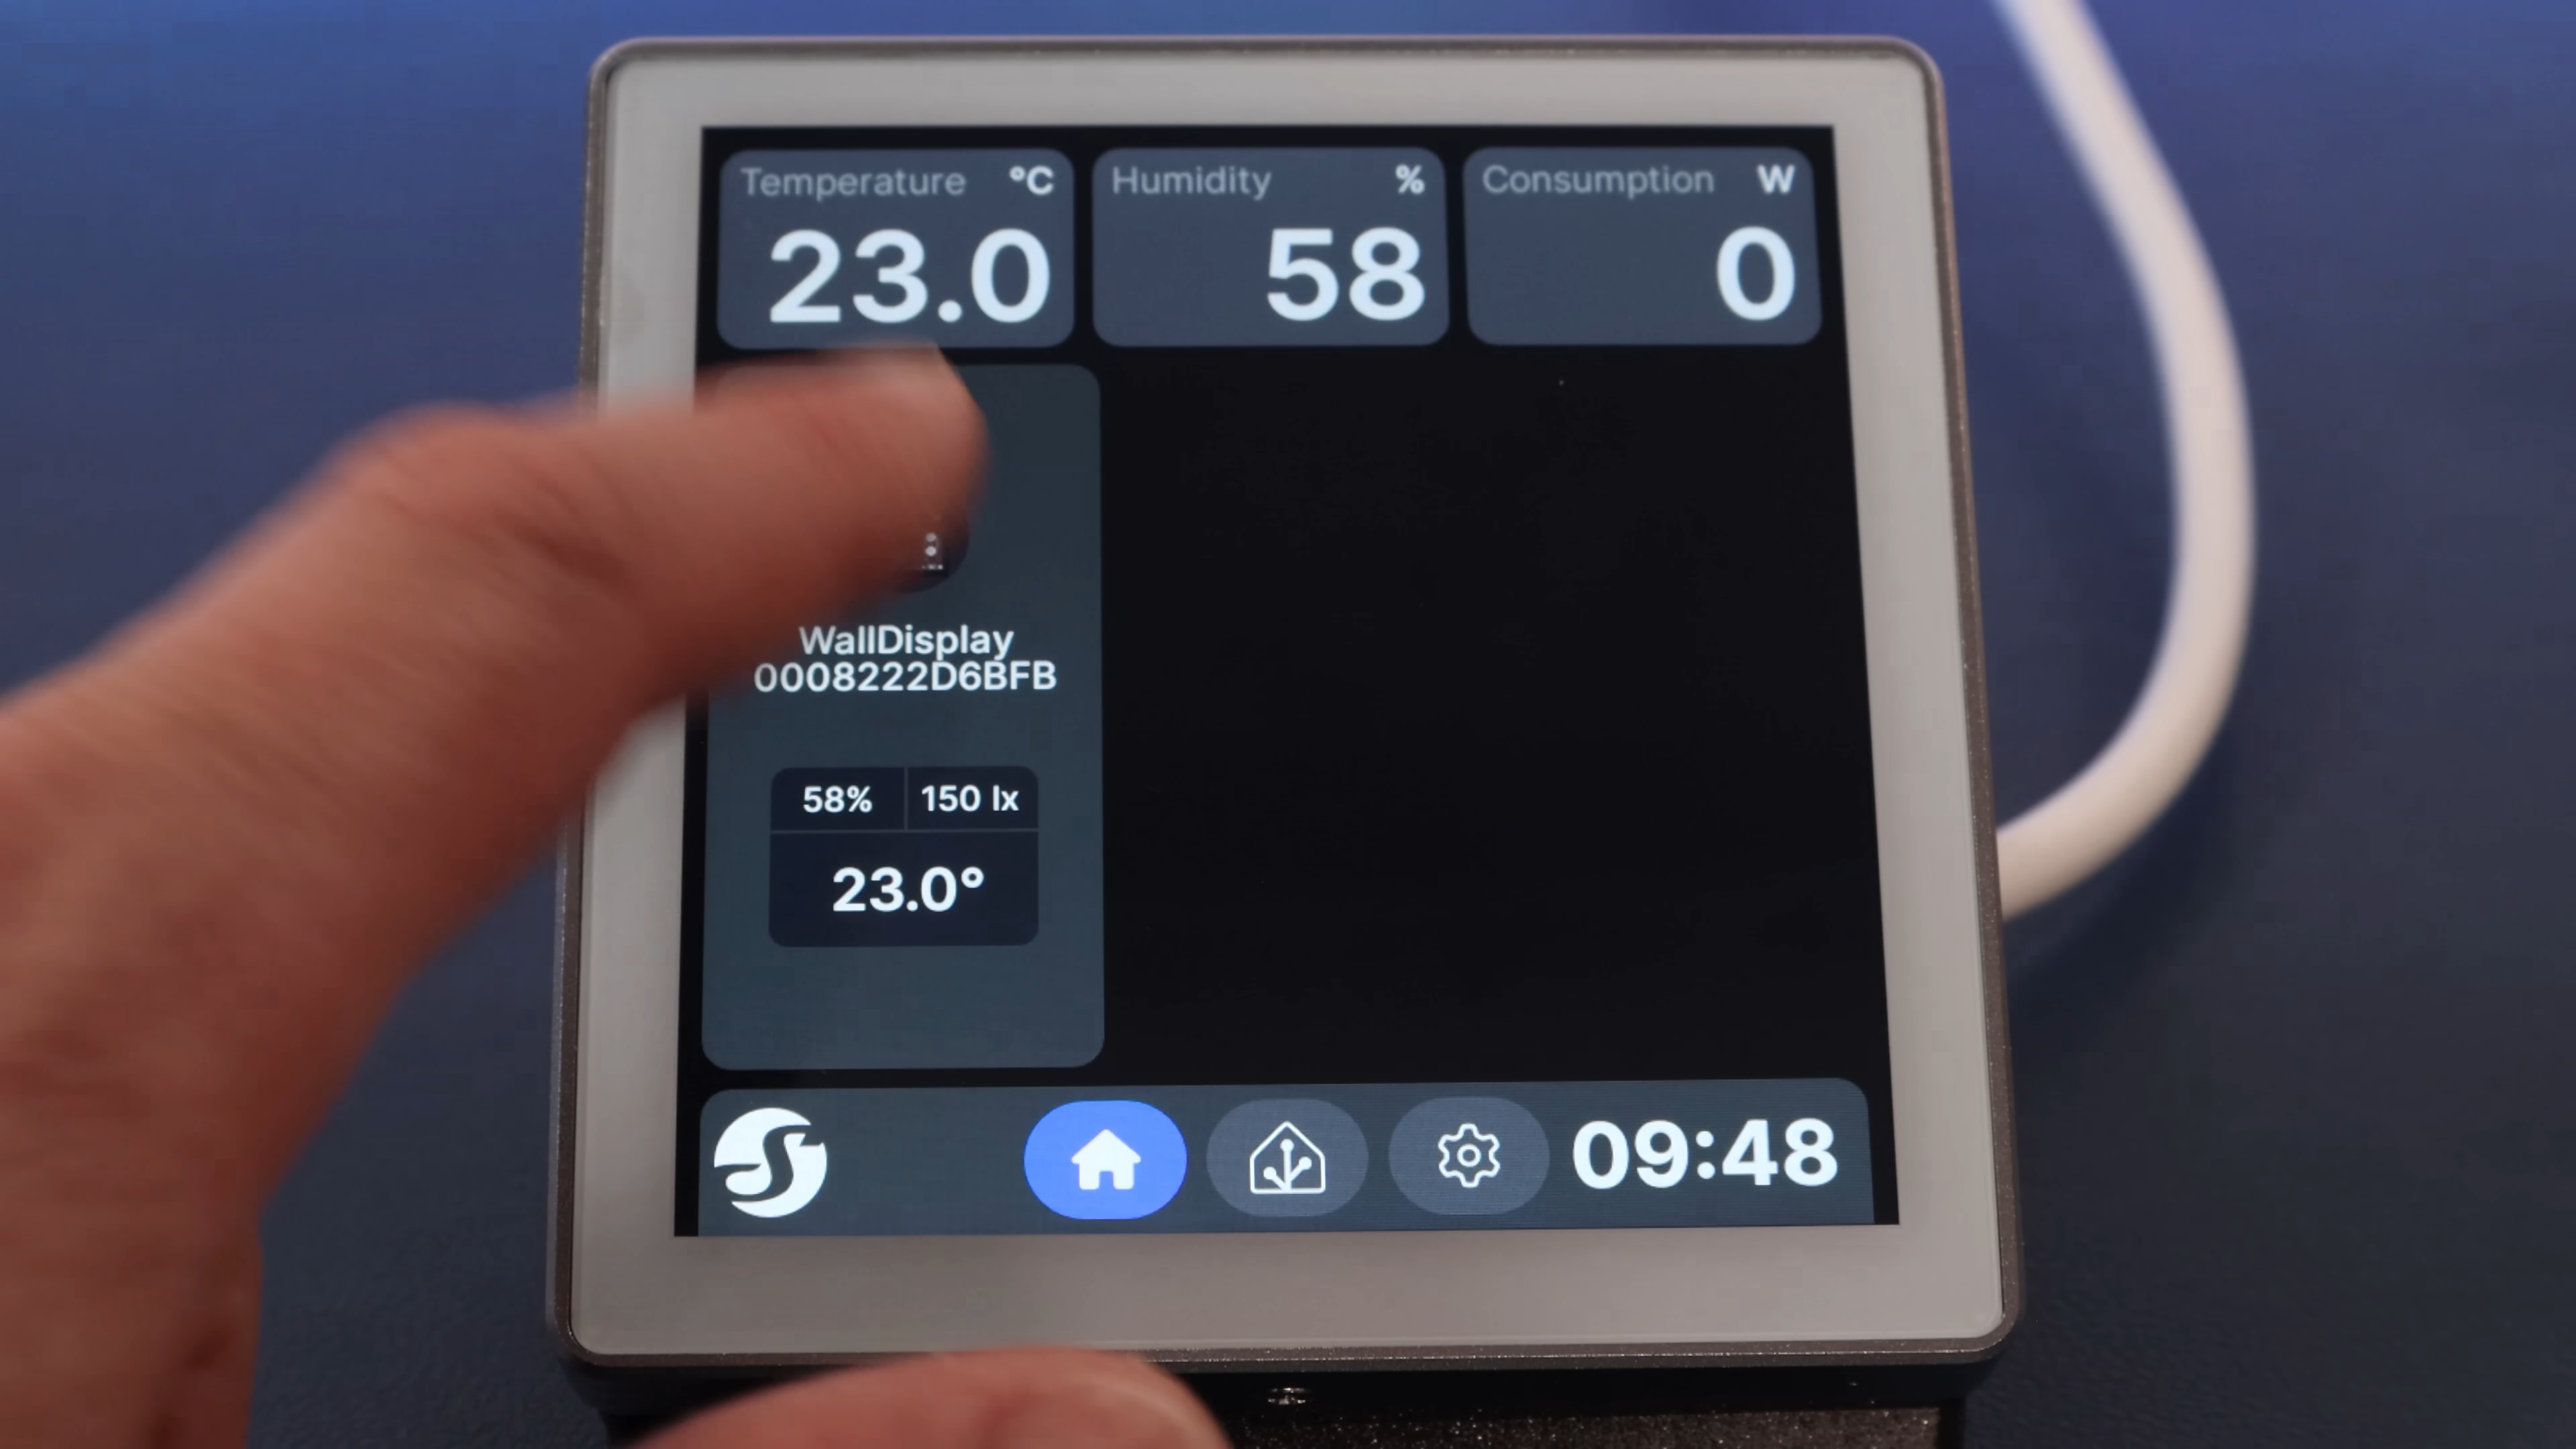 Temperature °C
23.0
Humidity %
58
Consumption W
0
WallDisplay
0008222D6BFB
58% 150 lx
23.0°
09:48